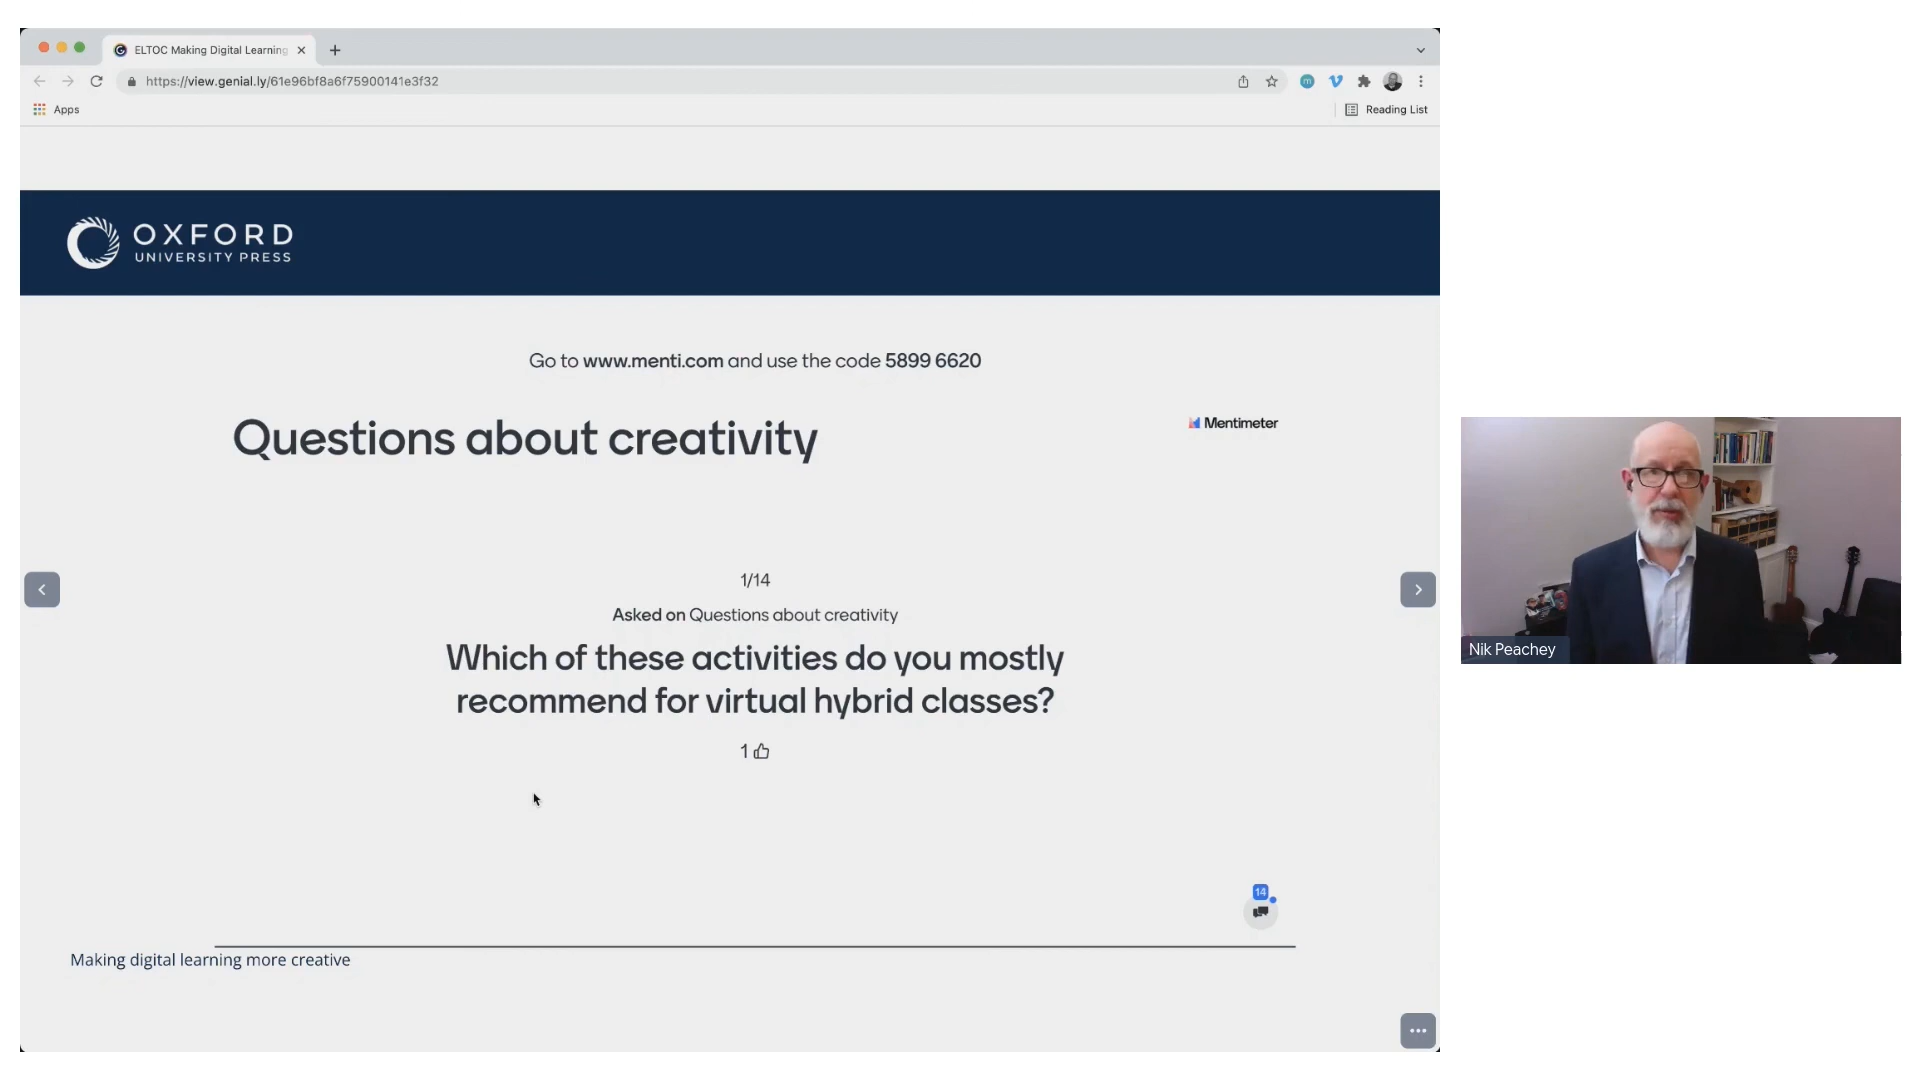 ELTOC Making Digital Learning
https://view.genial.ly/61e96bf8a6f75900141e3f32
Apps
Reading List
OXFORD
UNIVERSITY PRESS
Go to www.menti.com and use the code 5899 6620
Questions about creativity
Mentimeter
1/14
Asked on Questions about creativity
Which of these activities do you mostly
recommend for virtual hybrid classes?
1
14
Making digital learning more creative
Nik Peachey